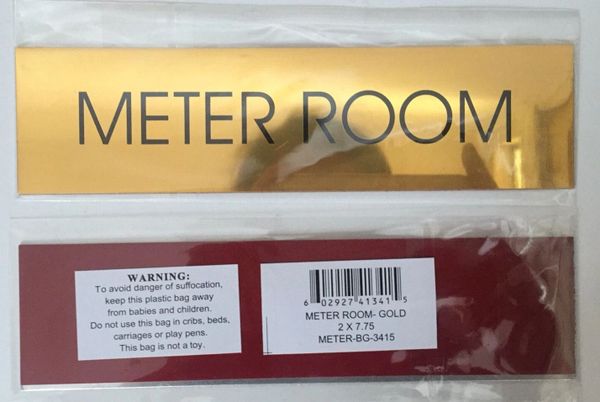 METER ROOM
WARNING:
To avoid danger of suffocation,
keep this plastic bag away
from babies and children.
Do not use this bag in cribs, beds,
carriages or play pens.
This bag is not a toy.
6 02927 41341 5
METER ROOM- GOLD
2 X 7.75
METER-BG-3415